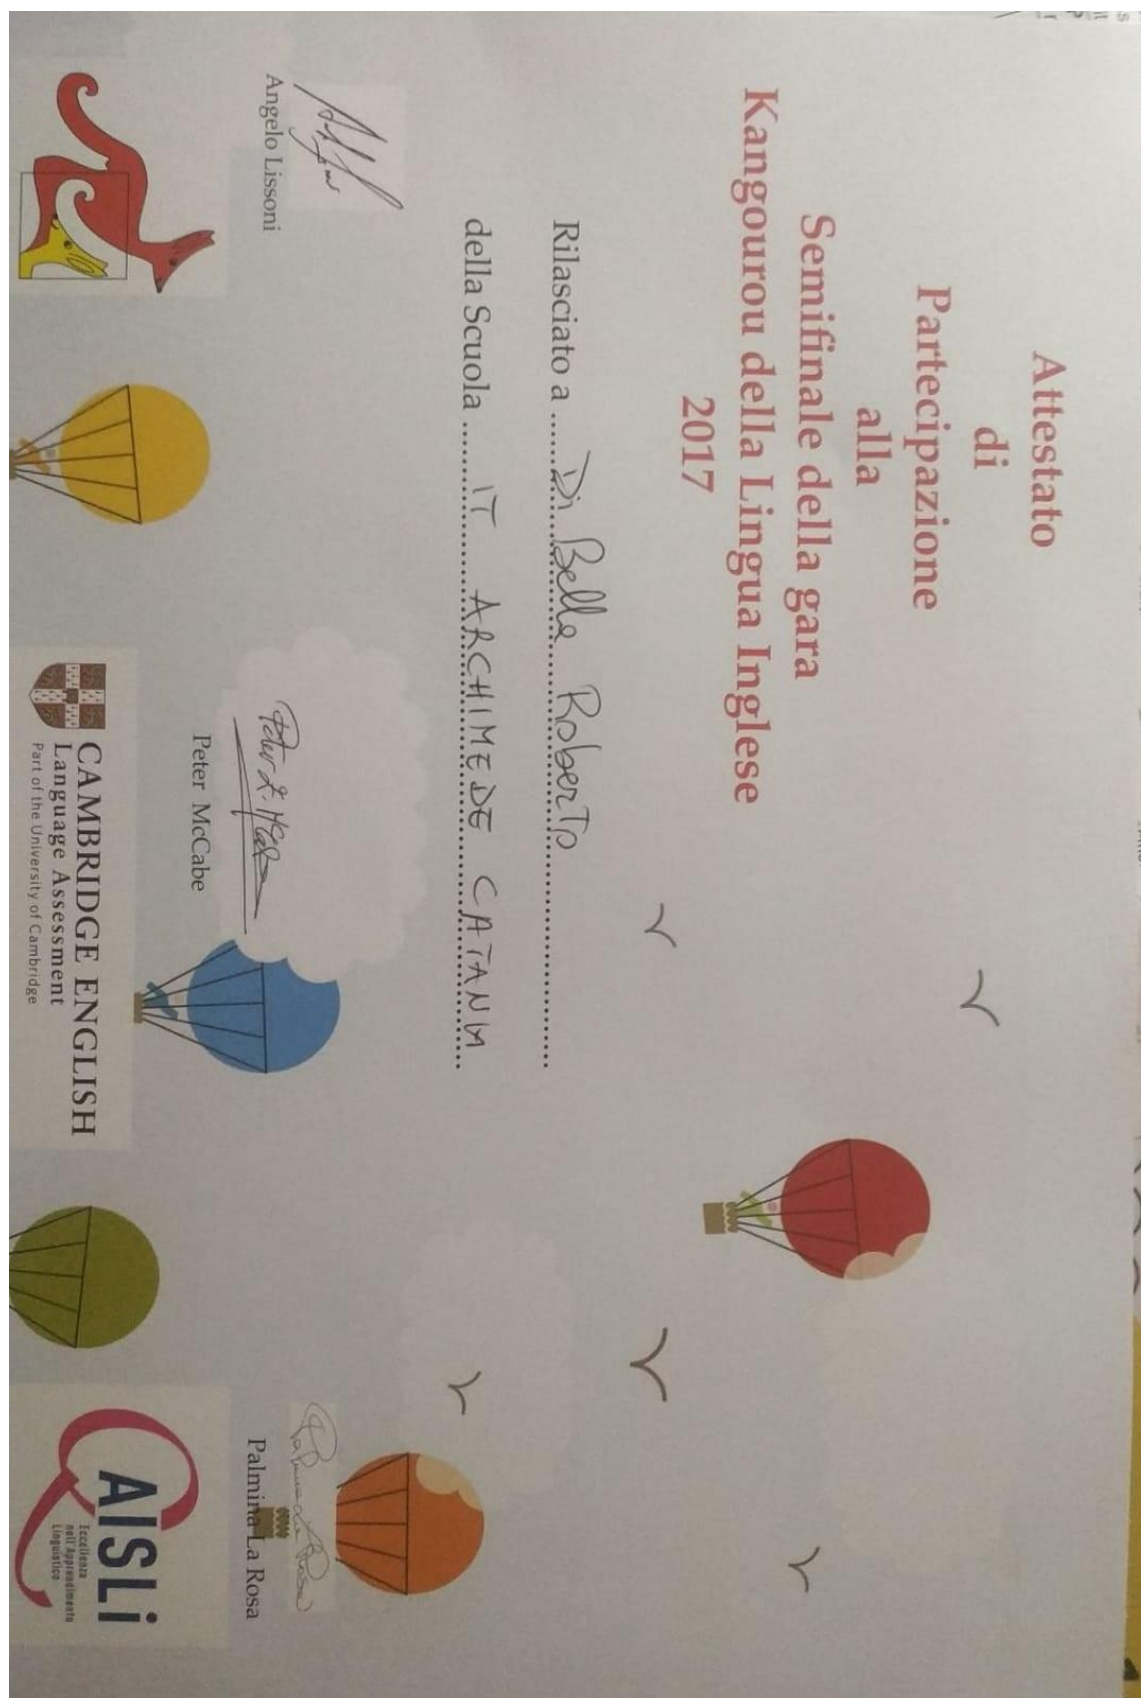 Attestato
di
Partecipazione
alla
Semifinale della gara
Kangourou della Lingua Inglese
2017
Rilasciato a ......Di Bella Roberto......
della Scuola ......IT ARCHIMEDE CATANIA
Angelo Lissoni
Peter McCabe
Palmina La Rosa
CAMBRIDGE ENGLISH
Language Assessment
Part of the University of Cambridge
AISLi
Eccellenza
nell'Apprendimento
Linguistico